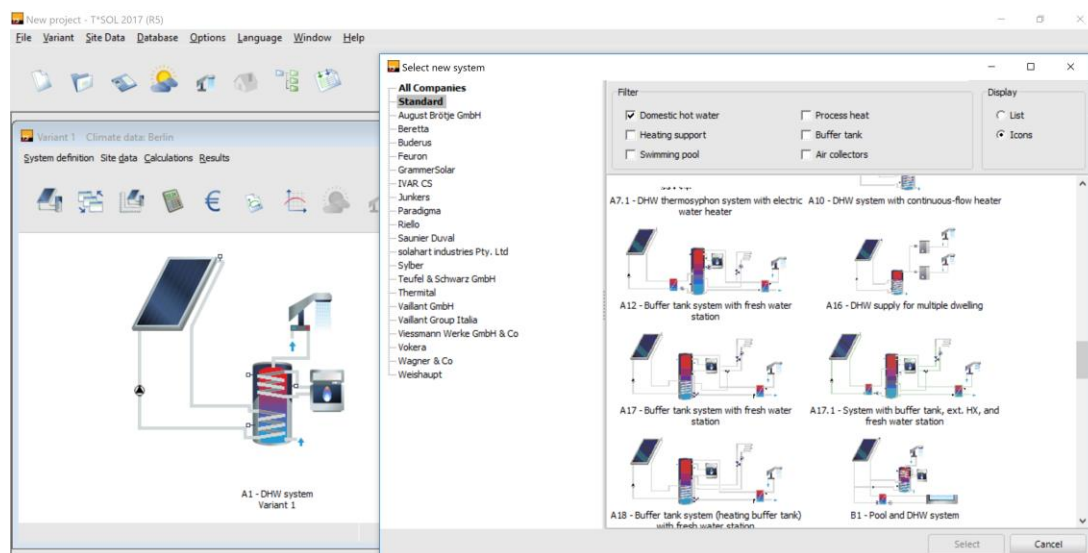 New project - T*SOL 2017 (R5)
File Variant Site Data Database Options Language Window Help
Variant 1 Climate data: Berlin
System definition Site data Calculations Results
A1 - DHW system
Variant 1
Select new system
All Companies
Standard
August Brötje GmbH
Beretta
Buderus
Feuron
GrammerSolar
IVAR CS
Junkers
Paradigma
Riello
Saunier Duval
solahart industries Pty. Ltd
Sylber
Teufel & Schwarz GmbH
Thermital
Vaillant GmbH
Vaillant Group Italia
Viessmann Werke GmbH & Co
Vokera
Wagner & Co
Weishaupt
Filter
Domestic hot water
Process heat
Heating support
Buffer tank
Swimming pool
Air collectors
Display
List
Icons
A7.1 - DHW thermosyphon system with electric
water heater
A10 - DHW system with continuous-flow heater
A12 - Buffer tank system with fresh water
station
A16 - DHW supply for multiple dwelling
A17 - Buffer tank system with fresh water
station
A17.1 - System with buffer tank, ext. HX, and
fresh water station
A18 - Buffer tank system (heating buffer tank)
with fresh water station
B1 - Pool and DHW system
Select
Cancel